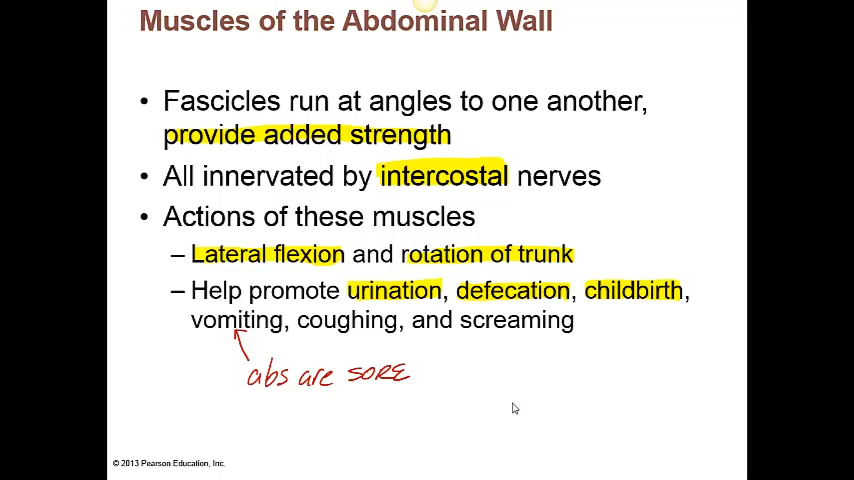 Muscles of the Abdominal Wall
• Fascicles run at angles to one another,
provide added strength
• All innervated by intercostal nerves
• Actions of these muscles
– Lateral flexion and rotation of trunk
– Help promote urination, defecation, childbirth,
vomiting, coughing, and screaming
abs are SORE
© 2013 Pearson Education, Inc.